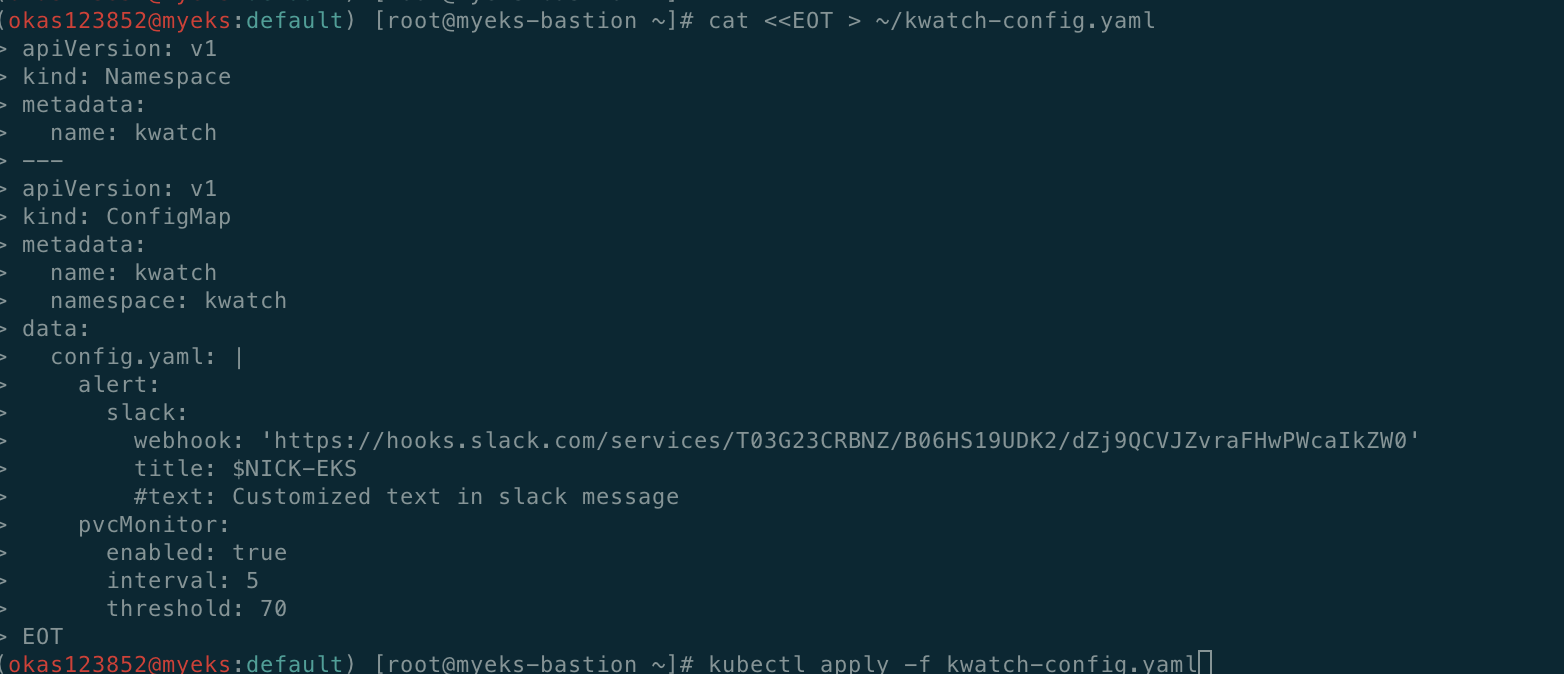 (okas123852@myeks:default) [root@myeks-bastion ~]# cat <<EOT > ~/kwatch-config.yaml
> apiVersion: v1
> kind: Namespace
> metadata:
>   name: kwatch
> ---
> apiVersion: v1
> kind: ConfigMap
> metadata:
>   name: kwatch
>   namespace: kwatch
> data:
>   config.yaml: |
>     alert:
>       slack:
>         webhook: 'https://hooks.slack.com/services/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'
>         title: $NICK-EKS
>         #text: Customized text in slack message
>     pvcMonitor:
>       enabled: true
>       interval: 5
>       threshold: 70
> EOT
(okas123852@myeks:default) [root@myeks-bastion ~]# kubectl apply -f kwatch-config.yaml